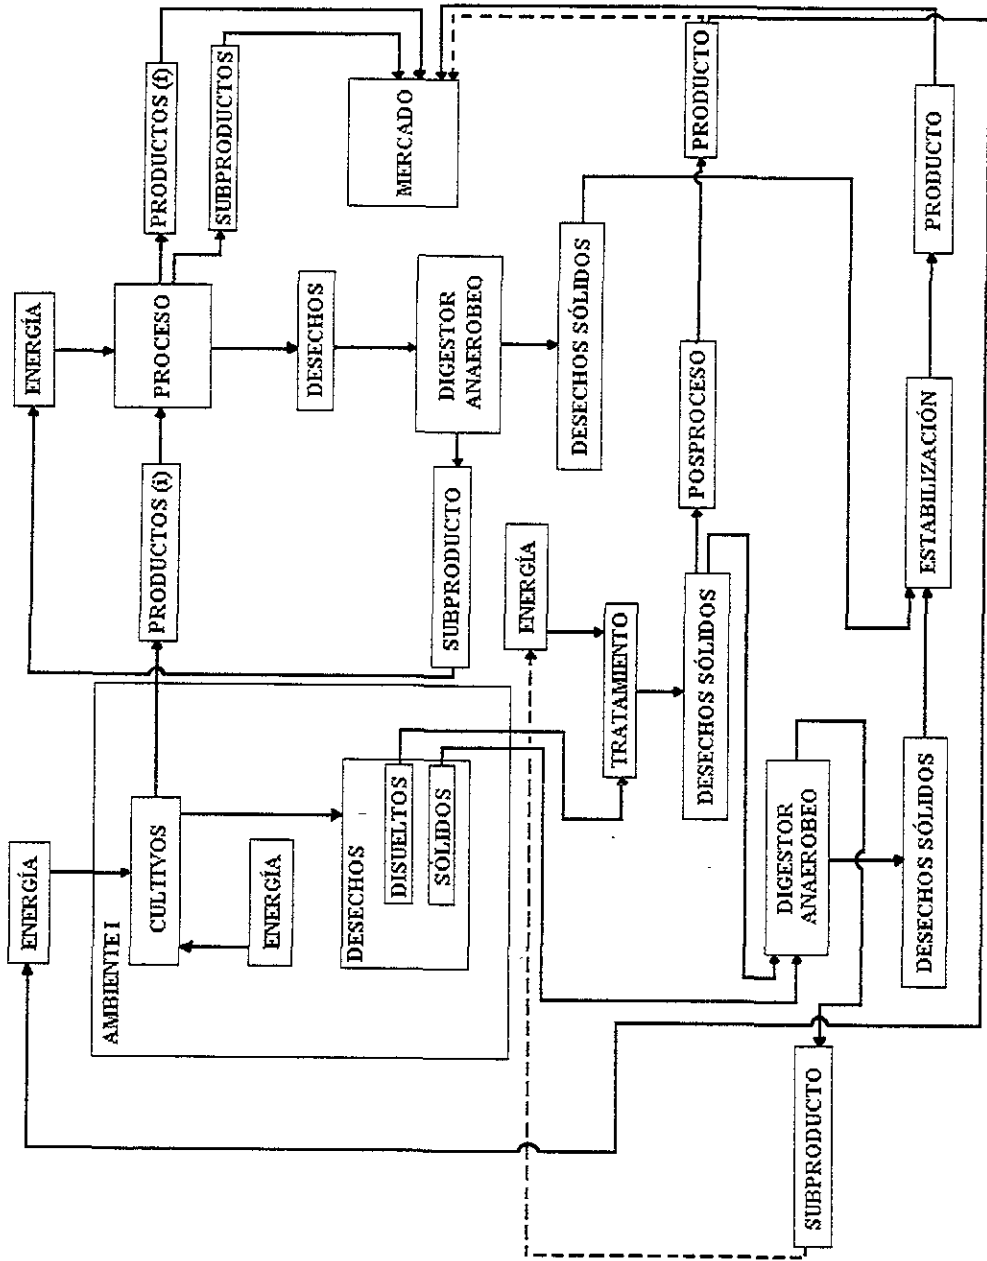 ENERGÍA
ENERGÍA
AMBIENTE I
CULTIVOS
PRODUCTOS (i)
PROCESO
PRODUCTOS (f)
SUBPRODUCTOS
ENERGÍA
DESECHOS
DESECHOS
DISUELTOS
SÓLIDOS
MERCADO
SUBPRODUCTO
DIGESTOR
ANAEROBEO
ENERGÍA
DESECHOS SÓLIDOS
TRATAMIENTO
DESECHOS SÓLIDOS
POSPROCESO
PRODUCTO
DIGESTOR
ANAEROBEO
SUBPRODUCTO
DESECHOS SÓLIDOS
ESTABILIZACIÓN
PRODUCTO